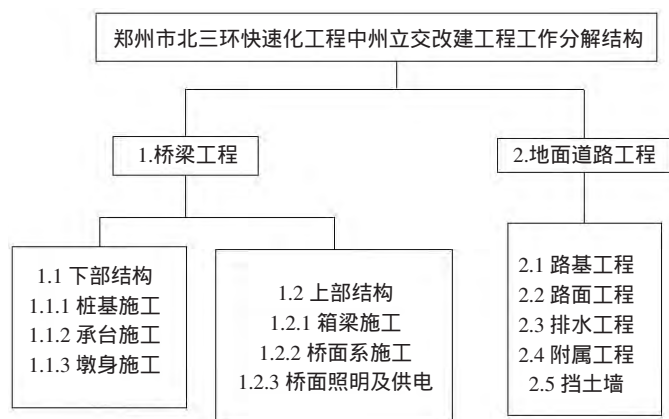 郑州市北三环快速化工程中州立交改建工程工作分解结构
1.桥梁工程
2.地面道路工程
1.1 下部结构
1.1.1 桩基施工
1.1.2 承台施工
1.1.3 墩身施工
1.2 上部结构
1.2.1 箱梁施工
1.2.2 桥面系施工
1.2.3 桥面照明及供电
2.1 路基工程
2.2 路面工程
2.3 排水工程
2.4 附属工程
2.5 挡土墙